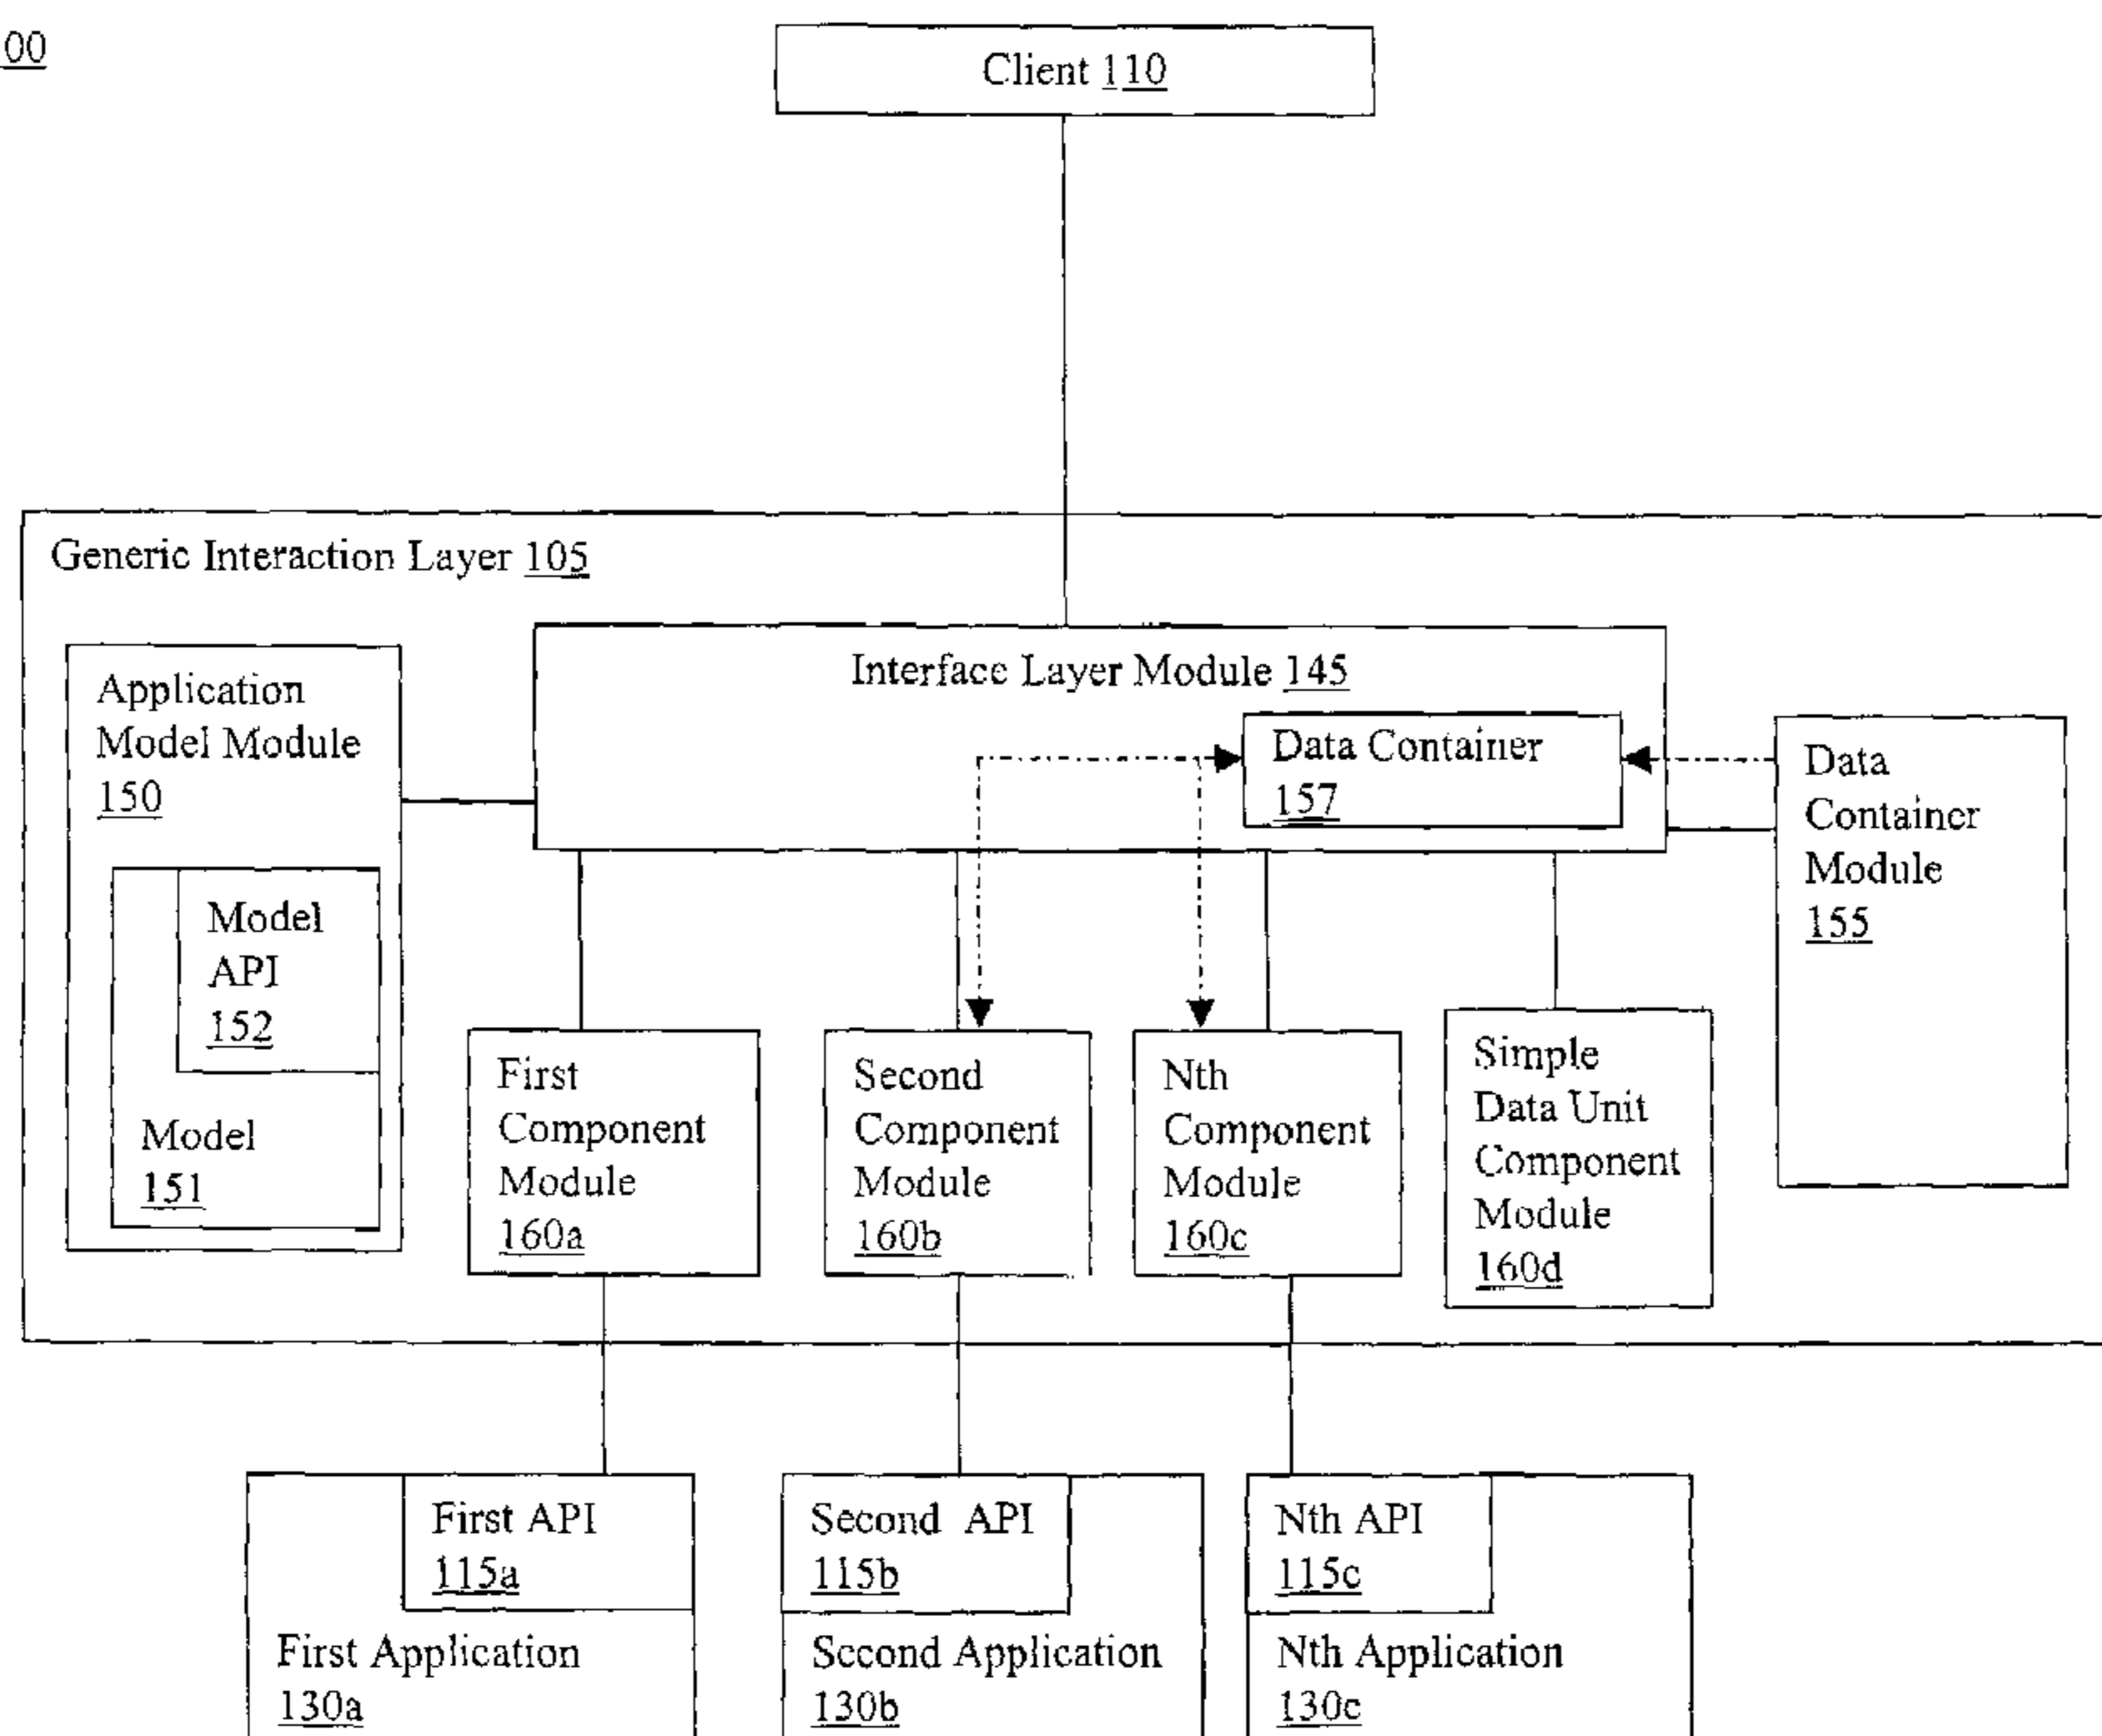 00
Client 110
Generic Interaction Layer 105
Interface Layer Module 145
Application
Model Module
150
Data Container
157
Data
Container
Module
155
Model
API
152
Model
151
First
Component
Module
160a
Second
Component
Module
160b
Nth
Component
Module
160c
Simple
Data Unit
Component
Module
160d
First API
115a
First Application
130a
Second API
115b
Second Application
130b
Nth API
115c
Nth Application
130c